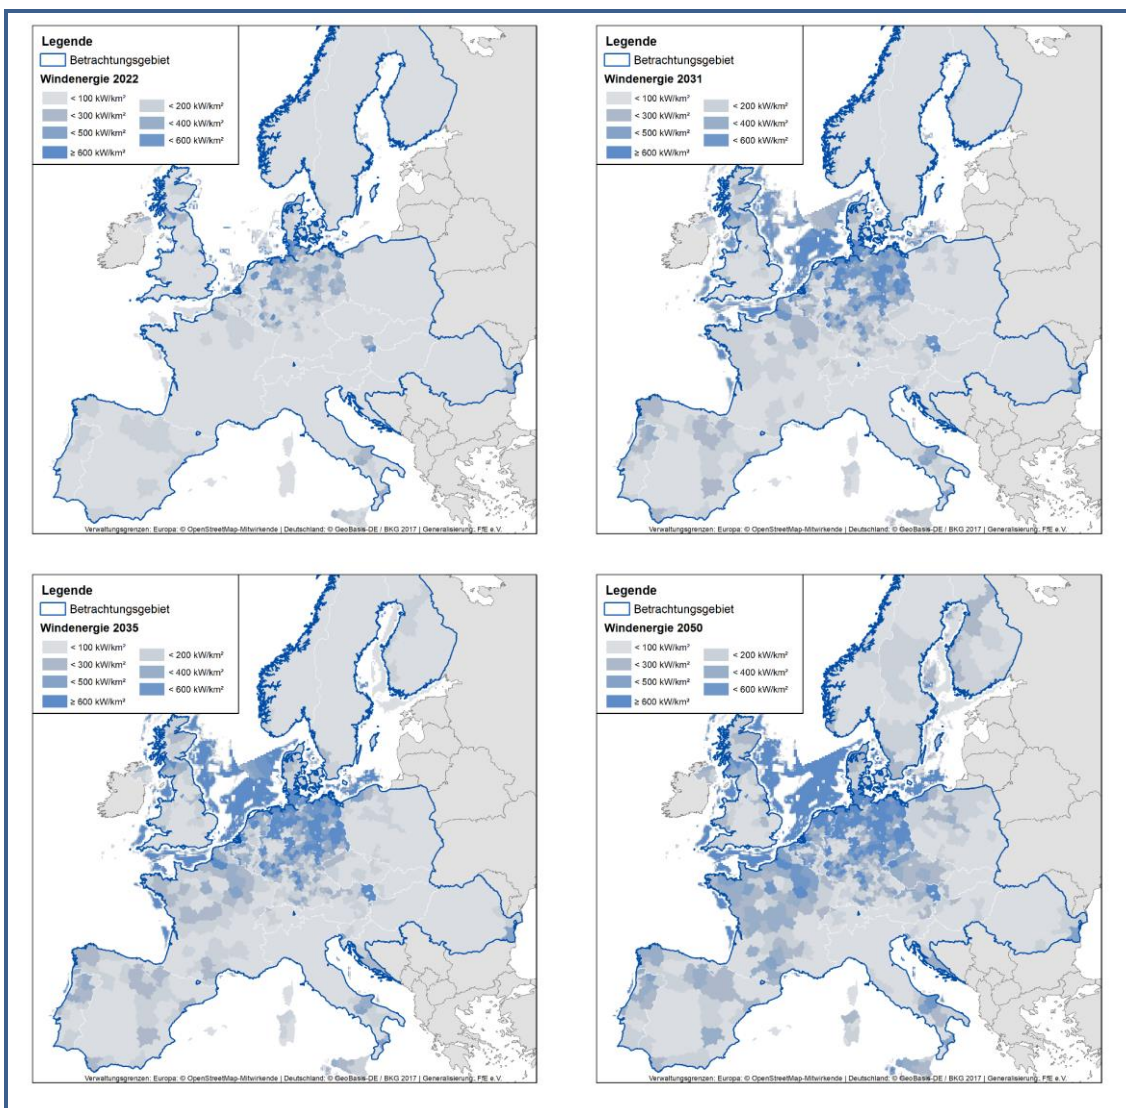 Legende
Betrachtungsgebiet
Windenergie 2022
< 100 kW/km²
< 200 kW/km²
< 300 kW/km²
< 400 kW/km²
< 500 kW/km²
< 600 kW/km²
≥ 600 kW/km²
Verwaltungsgrenzen: Europa: © OpenStreetMap-Mitwirkende | Deutschland: © GeoBasis-DE / BKG 2017 | Generalisierung: FfE e.V.
Legende
Betrachtungsgebiet
Windenergie 2031
< 100 kW/km²
< 200 kW/km²
< 300 kW/km²
< 400 kW/km²
< 500 kW/km²
< 600 kW/km²
≥ 600 kW/km²
Verwaltungsgrenzen: Europa: © OpenStreetMap-Mitwirkende | Deutschland: © GeoBasis-DE / BKG 2017 | Generalisierung: FfE e.V.
Legende
Betrachtungsgebiet
Windenergie 2035
< 100 kW/km²
< 200 kW/km²
< 300 kW/km²
< 400 kW/km²
< 500 kW/km²
< 600 kW/km²
≥ 600 kW/km²
Verwaltungsgrenzen: Europa: © OpenStreetMap-Mitwirkende | Deutschland: © GeoBasis-DE / BKG 2017 | Generalisierung: FfE e.V.
Legende
Betrachtungsgebiet
Windenergie 2050
< 100 kW/km²
< 200 kW/km²
< 300 kW/km²
< 400 kW/km²
< 500 kW/km²
< 600 kW/km²
≥ 600 kW/km²
Verwaltungsgrenzen: Europa: © OpenStreetMap-Mitwirkende | Deutschland: © GeoBasis-DE / BKG 2017 | Generalisierung: FfE e.V.